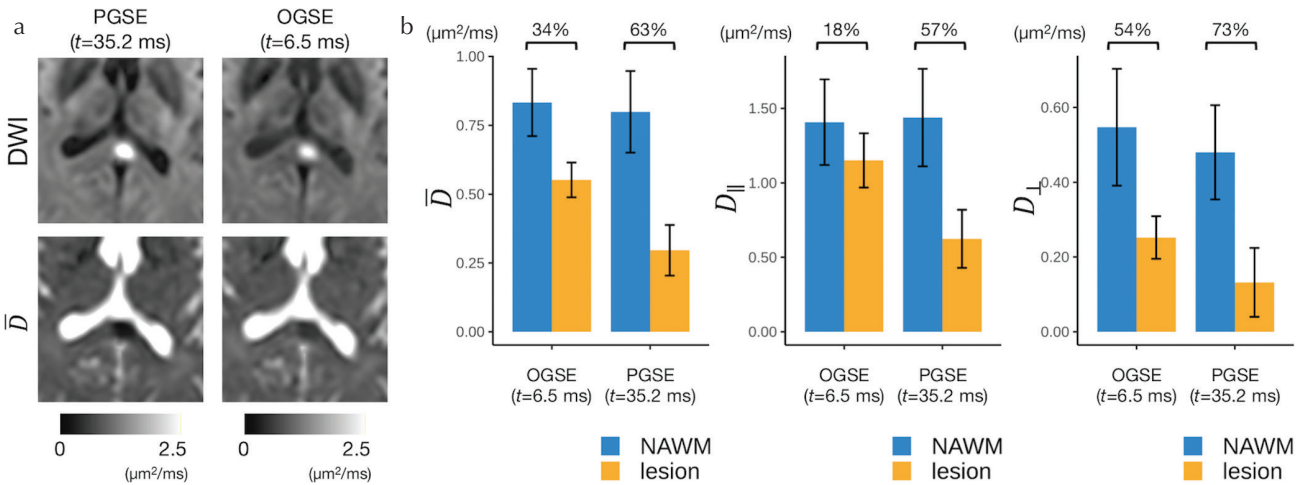 a
PGSE
(t=35.2 ms)
OGSE
(t=6.5 ms)
DWI
D̅
0
2.5
(μm²/ms)
0
2.5
(μm²/ms)
b
(μm²/ms)
34%
63%
1.00
0.75
0.50
0.25
0.00
D̅
OGSE
(t=6.5 ms)
PGSE
(t=35.2 ms)
NAWM
lesion
(μm²/ms)
18%
57%
1.50
1.00
0.50
0.00
D||
OGSE
(t=6.5 ms)
PGSE
(t=35.2 ms)
NAWM
lesion
(μm²/ms)
54%
73%
0.60
0.40
0.20
0.00
D⊥
OGSE
(t=6.5 ms)
PGSE
(t=35.2 ms)
NAWM
lesion